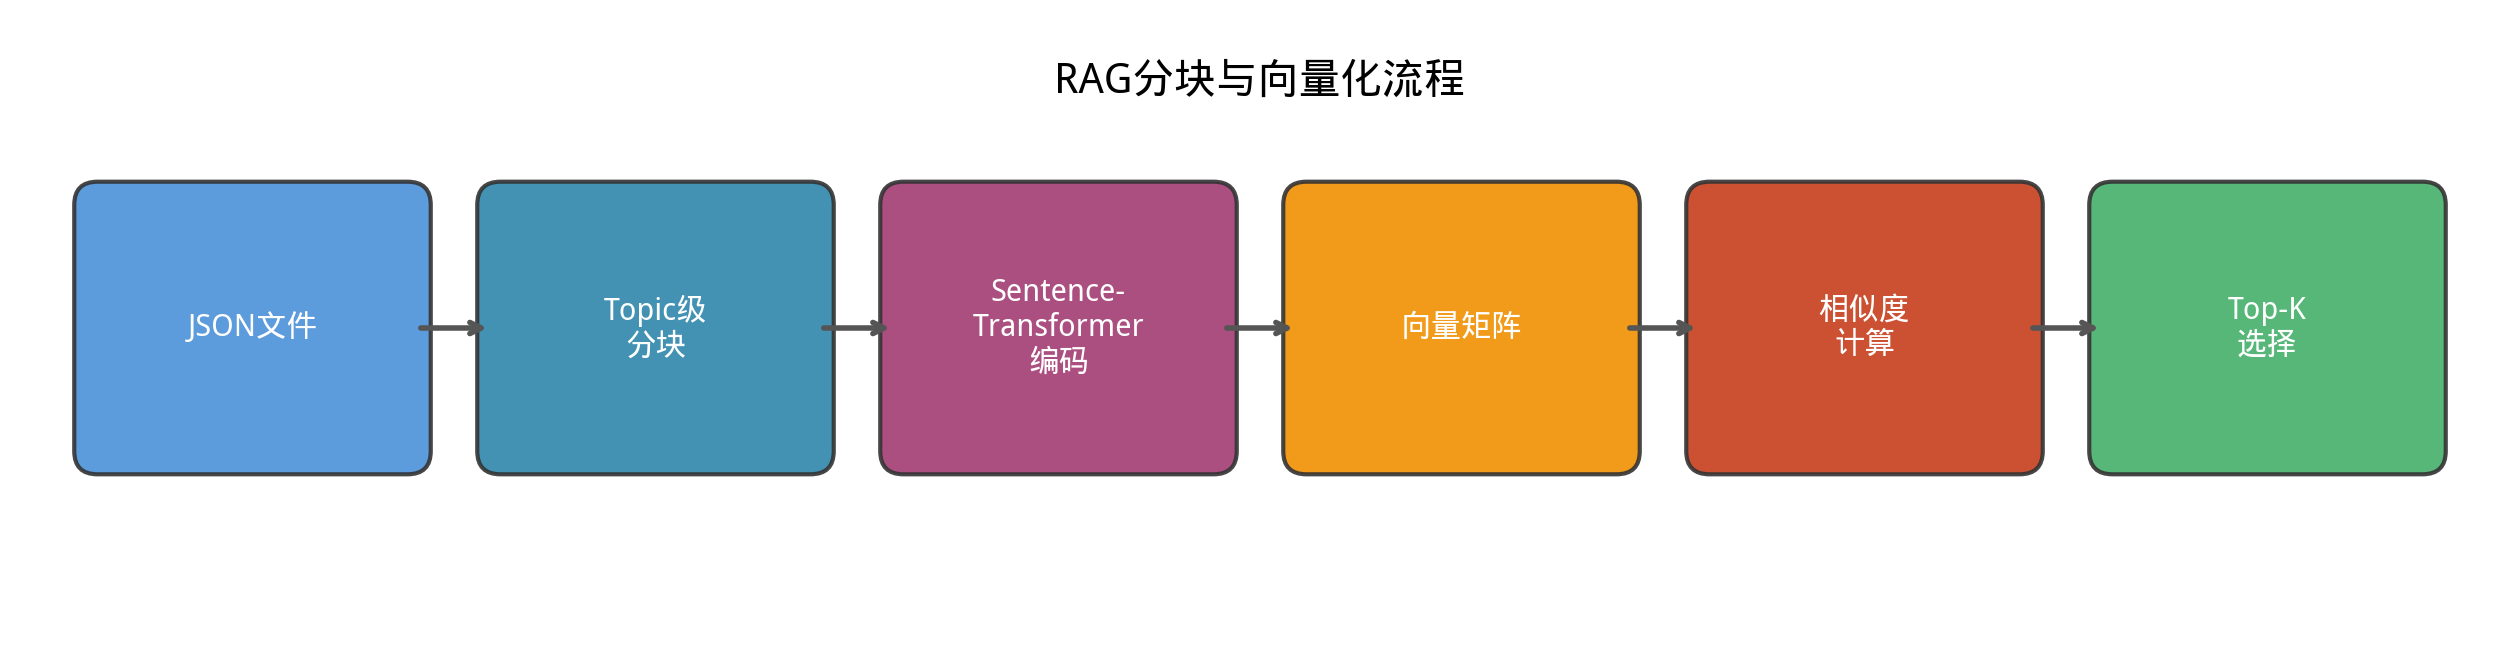 RAG分块与向量化流程
JSON文件
Topic级
分块
Sentence-
Transformer
编码
向量矩阵
相似度
计算
Top-K
选择